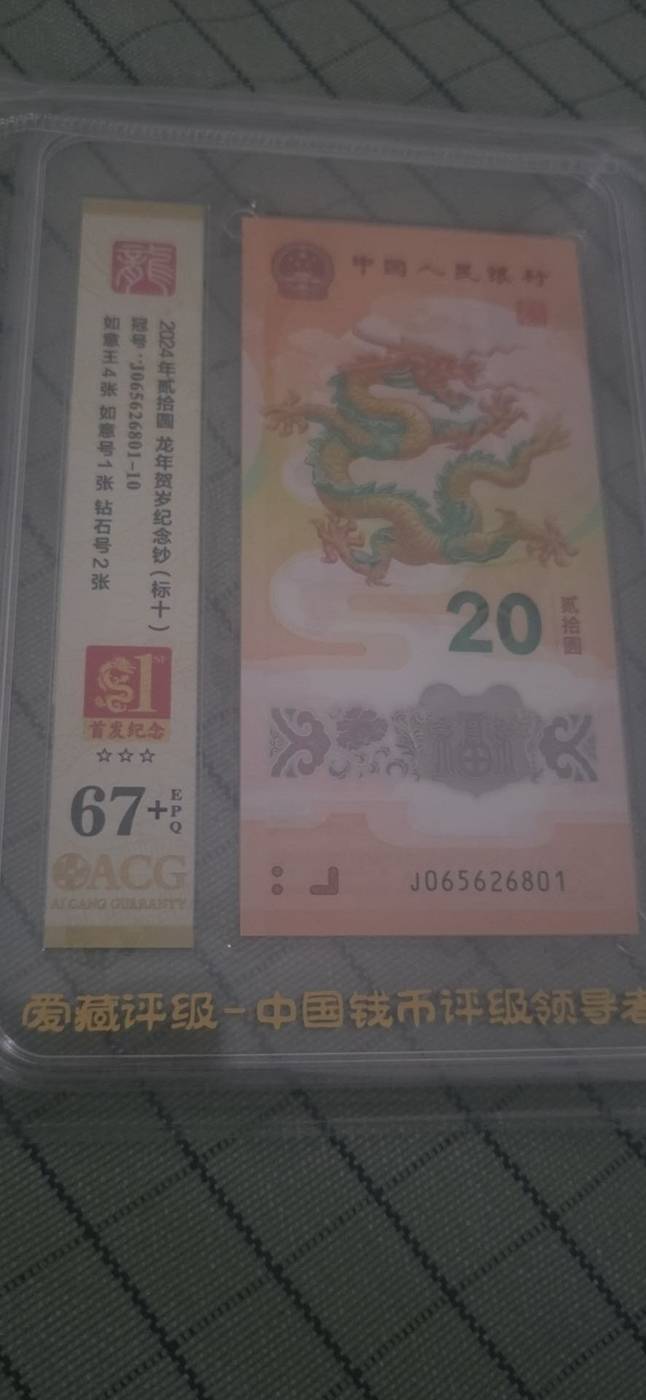 龍
2024年贰拾圆 龙年贺岁纪念钞(标十)
冠号:J065626801-10
如意王4张 如意号1张 钻石号2张
1ST
首发纪念
☆☆☆
67+EPQ
ACG
AI CANG GUARANTY
中国人民银行
20
贰拾圆
福
J065626801
爱藏评级-中国钱币评级领导者